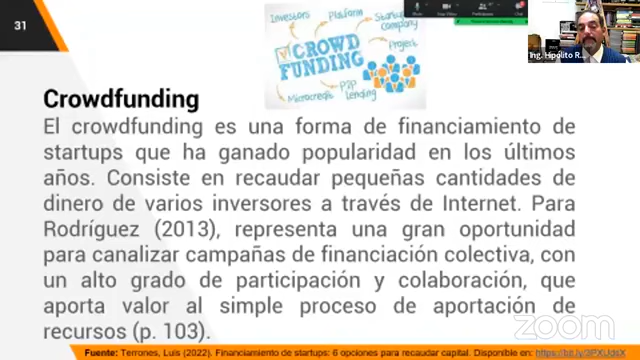 31
Investors
Platform
Startup
company
CROWD
FUNDING
Project
P2P
lending
Microcredit
Ing. Hipólito R...
Crowdfunding
El crowdfunding es una forma de financiamiento de
startups que ha ganado popularidad en los últimos
años. Consiste en recaudar pequeñas cantidades de
dinero de varios inversores a través de Internet. Para
Rodríguez (2013), representa una gran oportunidad
para canalizar campañas de financiación colectiva, con
un alto grado de participación y colaboración, que
aporta valor al simple proceso de aportación de
recursos (p. 103).
zoom
Fuente: Terrones, Luis (2022). Financiamiento de startups: 6 opciones para recaudar capital. Disponible en: